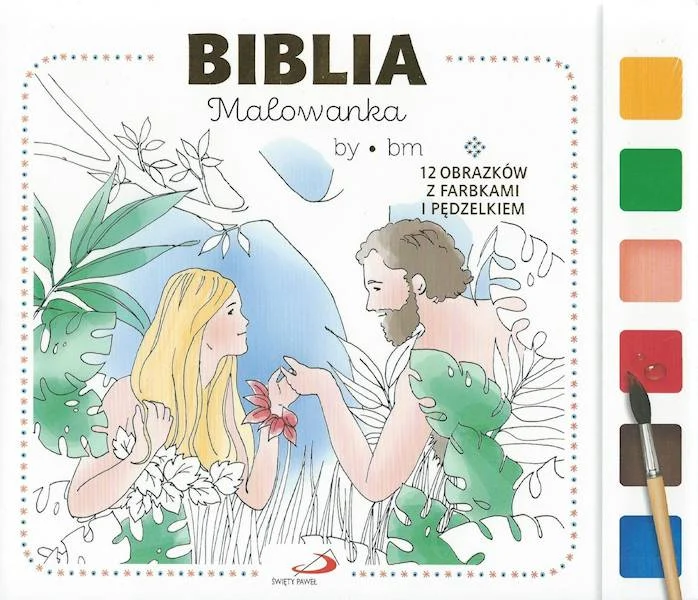 BIBLIA
Malowanka
by • bm
12 OBRAZKÓW
Z FARBKAMI
I PĘDZELKIEM
ŚWIĘTY PAWEŁ